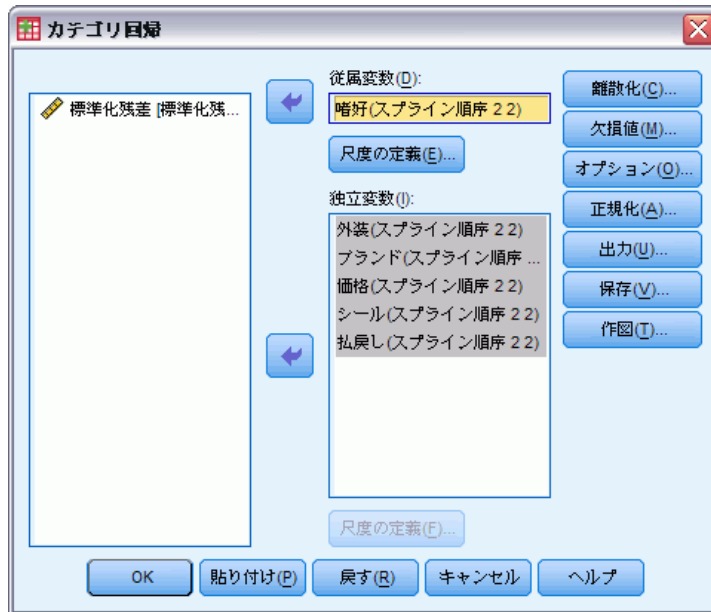 カテゴリ回帰
標準化残差 [標準化残...
従属変数(D):
嗜好(スプライン順序 2 2)
尺度の定義(E)...
独立変数(I):
外装(スプライン順序 2 2)
ブランド(スプライン順序 ...
価格(スプライン順序 2 2)
シール(スプライン順序 2 2)
払戻し(スプライン順序 2 2)
尺度の定義(F)...
離散化(C)...
欠損値(M)...
オプション(O)...
正規化(A)...
出力(U)...
保存(V)...
作図(T)...
OK
貼り付け(P)
戻す(R)
キャンセル
ヘルプ